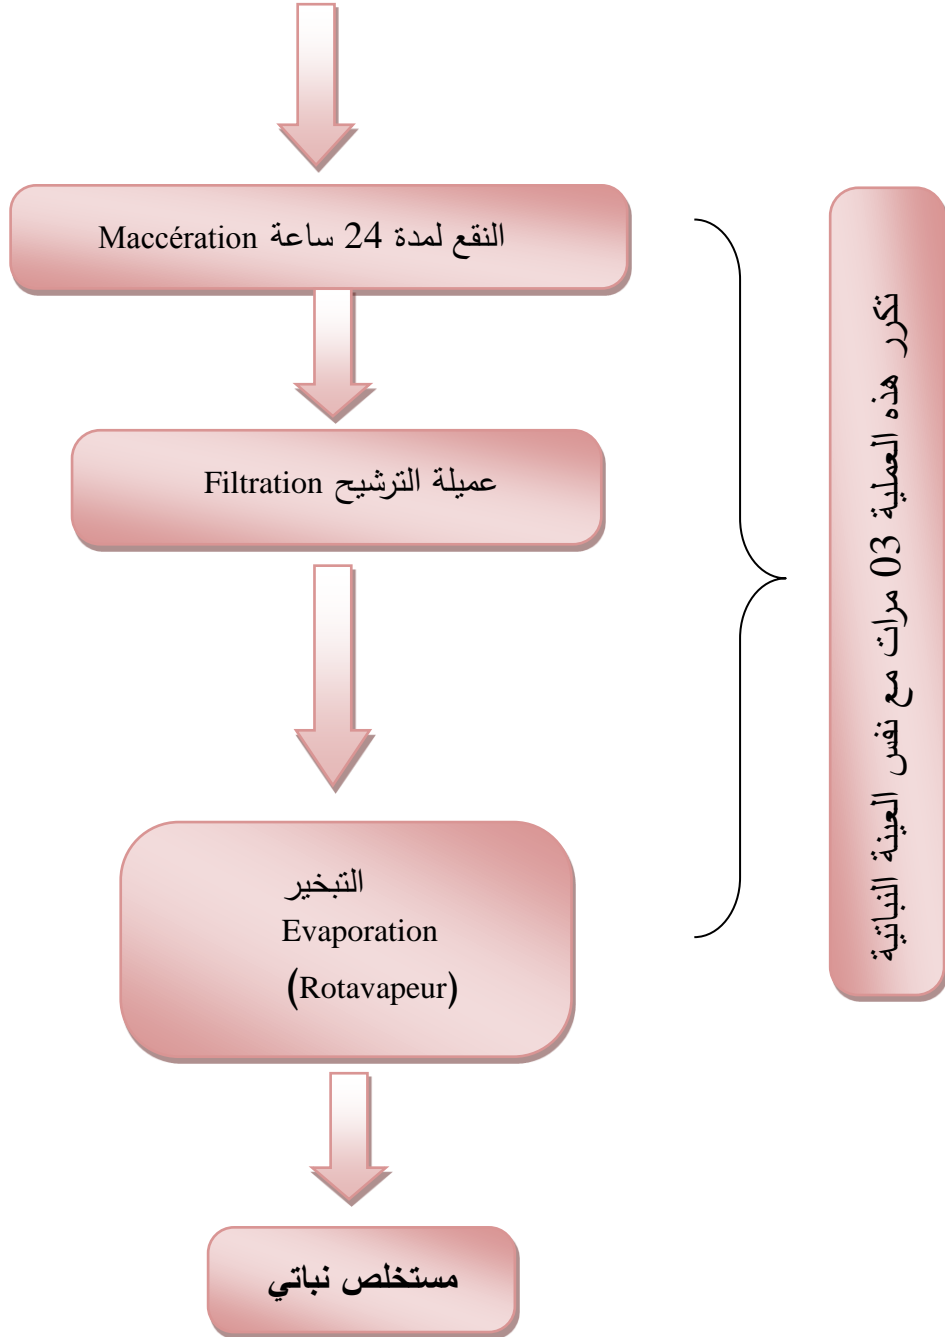 النقع لمدة 24 ساعة Maccération
عميلة الترشيح Filtration
التبخير
Evaporation
(Rotavapeur)
مستخلص نباتي
تكرر هذه العملية 03 مرات مع نفس العينة النباتية